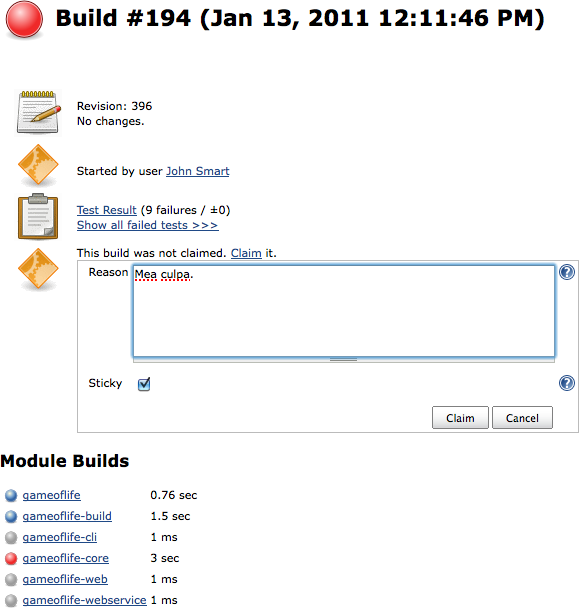 Build #194 (Jan 13, 2011 12:11:46 PM)
Revision: 396
No changes.
Started by user John Smart
Test Result (9 failures / ±0)
Show all failed tests >>>
This build was not claimed. Claim it.
Reason Mea culpa. ?
Sticky ?
Claim Cancel
Module Builds
gameoflife 0.76 sec
gameoflife-build 1.5 sec
gameoflife-cli 1 ms
gameoflife-core 3 sec
gameoflife-web 1 ms
gameoflife-webservice 1 ms